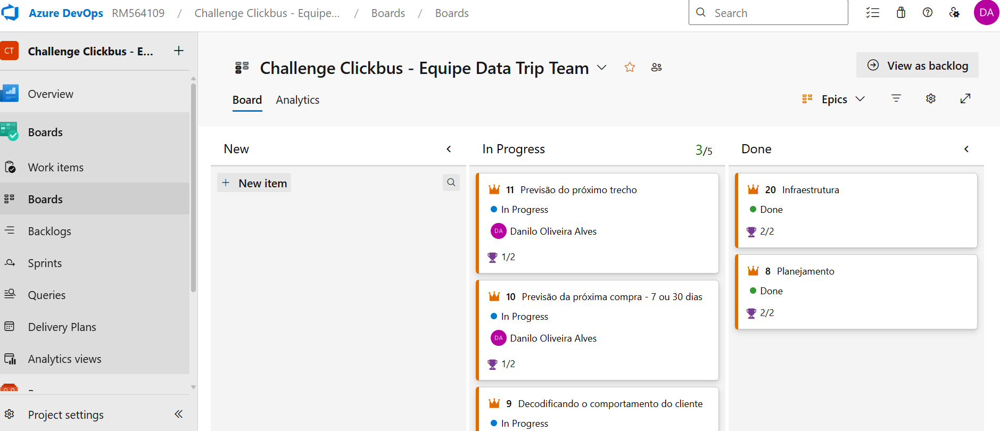 Azure DevOps RM564109 / Challenge Clickbus - Equipe... / Boards / Boards
Search
DA
CT Challenge Clickbus - E...
Overview
Boards
Work items
Boards
Backlogs
Sprints
Queries
Delivery Plans
Analytics views
Project settings
Challenge Clickbus - Equipe Data Trip Team
View as backlog
Board Analytics
Epics
New
New item
In Progress 3/5
11 Previsão do próximo trecho
In Progress
DA Danilo Oliveira Alves
1/2
10 Previsão da próxima compra - 7 ou 30 dias
In Progress
DA Danilo Oliveira Alves
1/2
9 Decodificando o comportamento do cliente
In Progress
Done
20 Infraestrutura
Done
2/2
8 Planejamento
Done
2/2